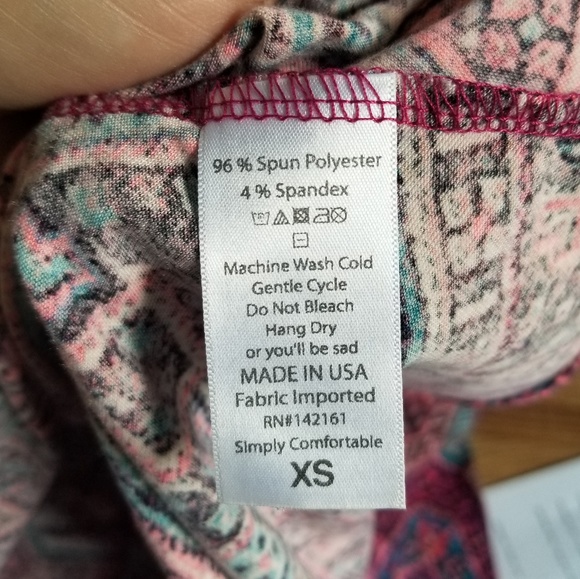 96 % Spun Polyester
4 % Spandex
Machine Wash Cold
Gentle Cycle
Do Not Bleach
Hang Dry
or you'll be sad
MADE IN USA
Fabric Imported
RN#142161
Simply Comfortable
XS